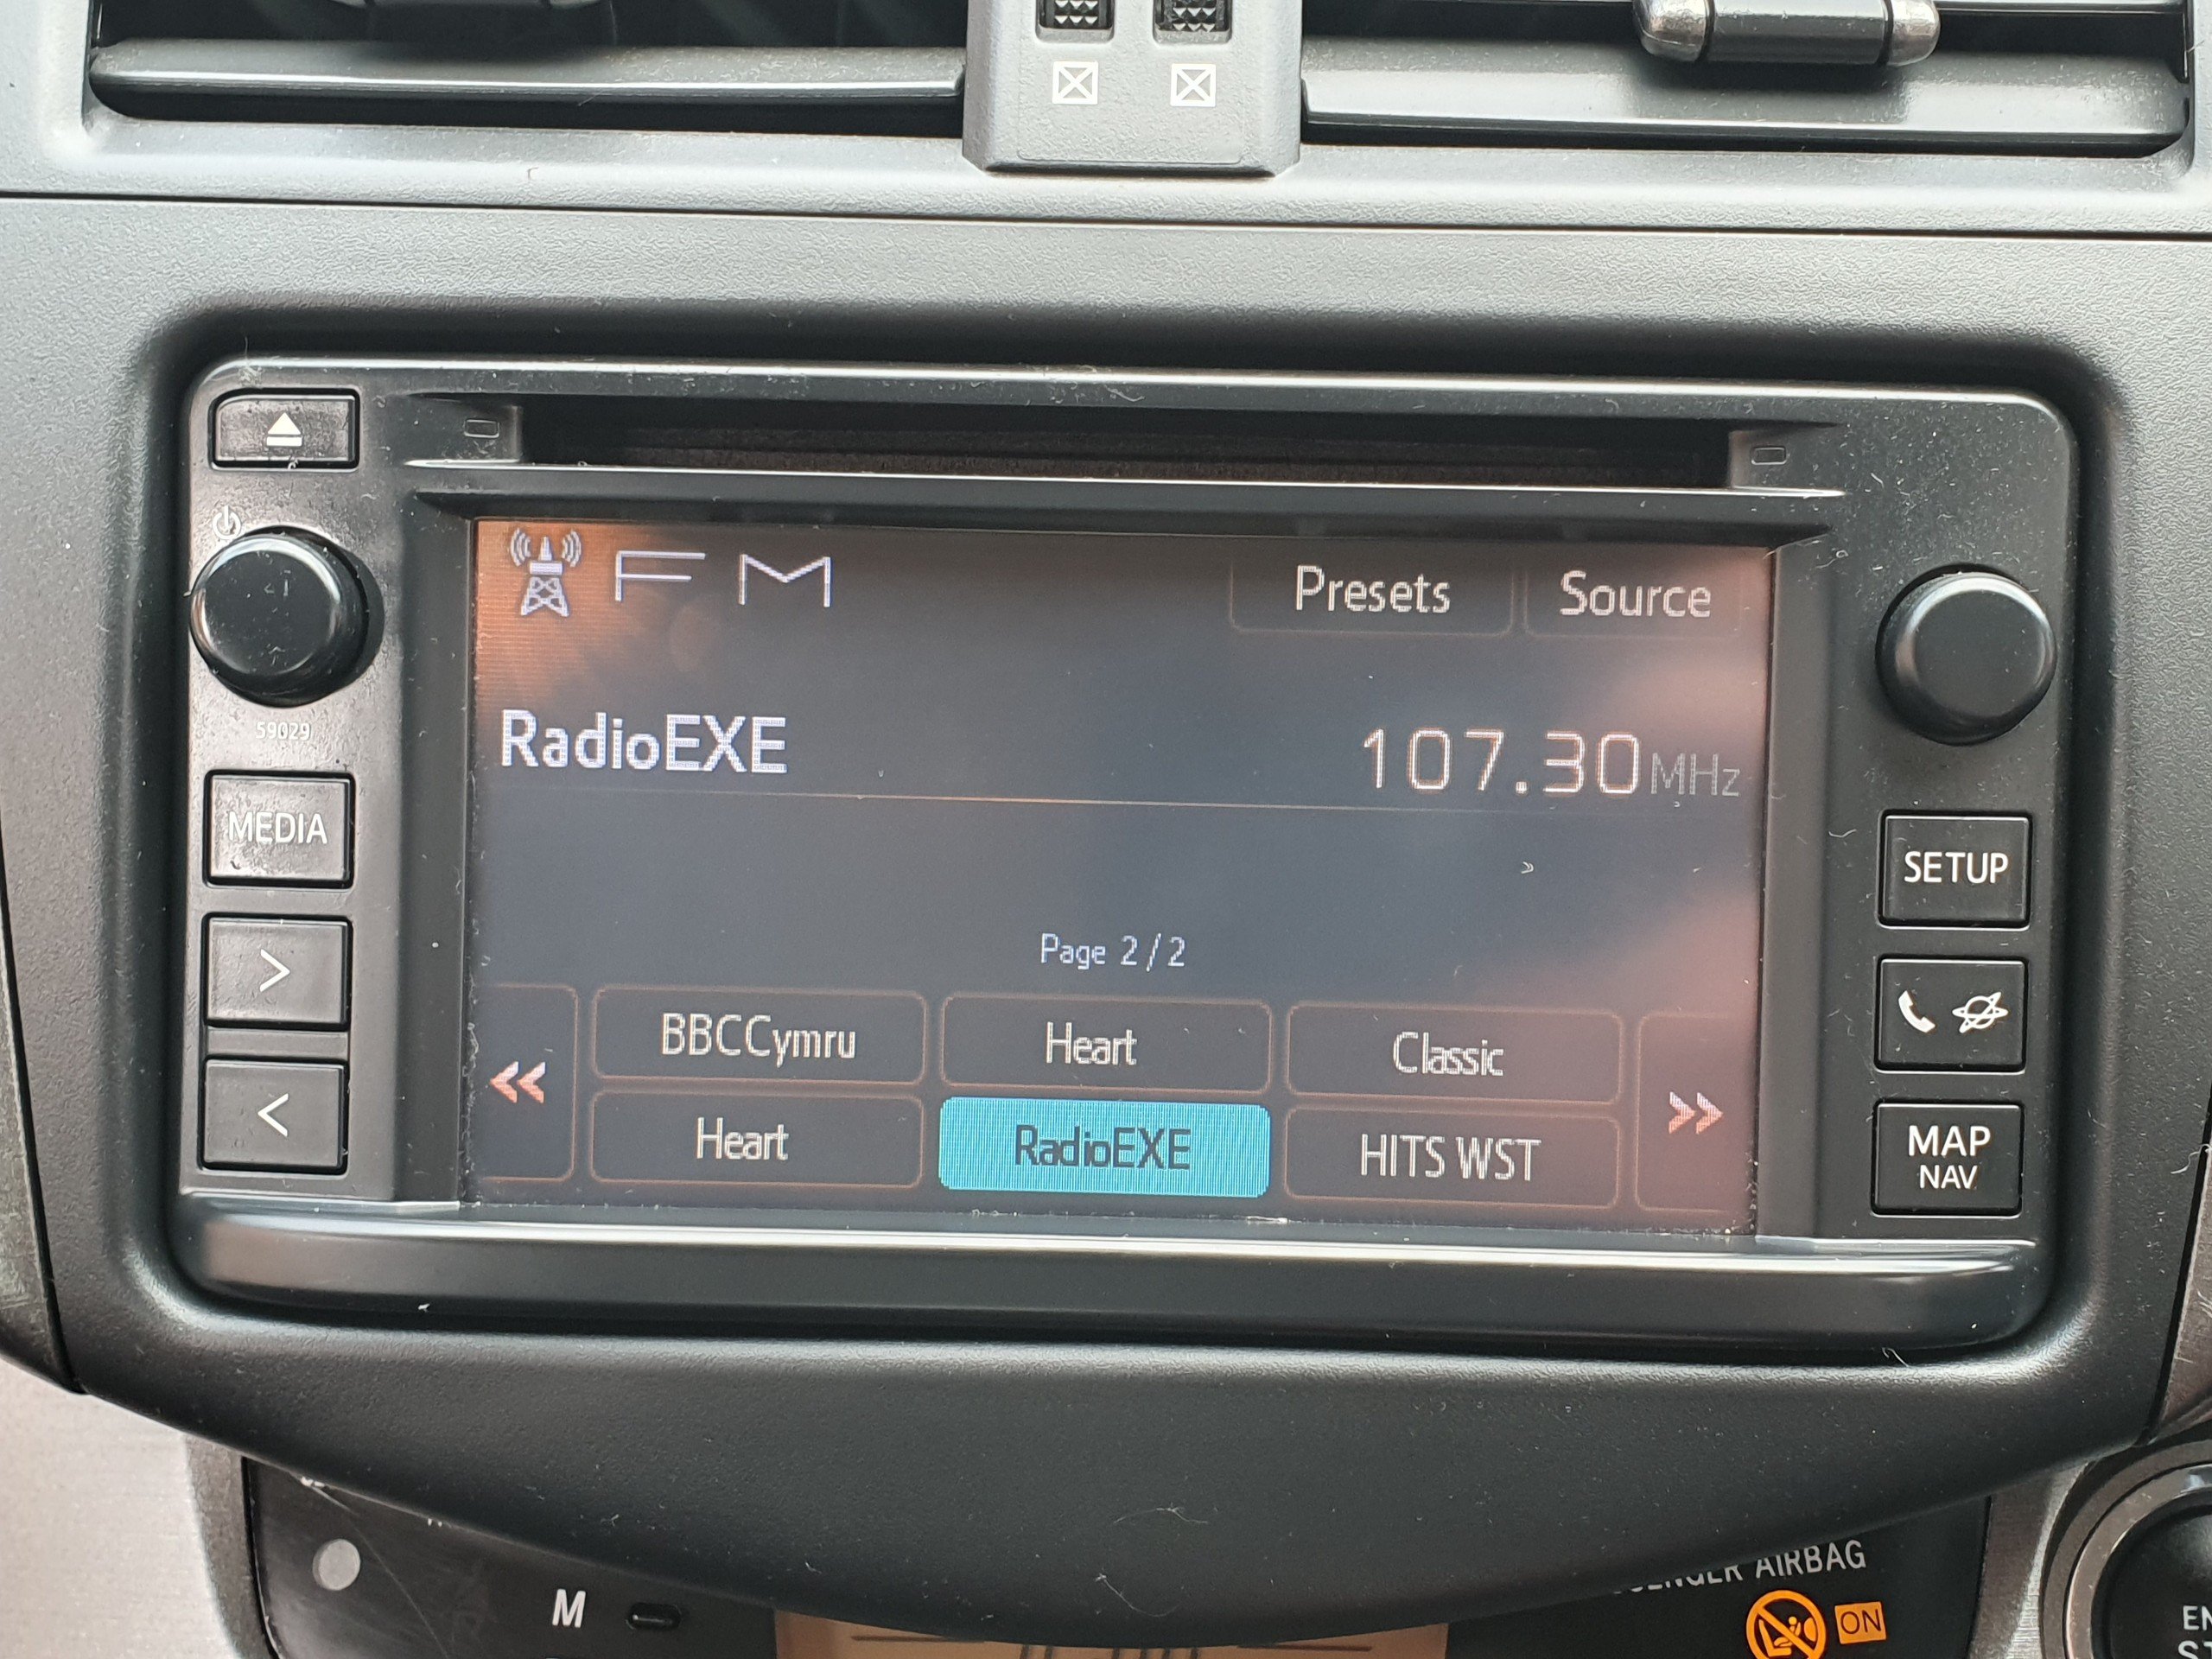 FM
Presets
Source
59029
RadioEXE
107.30MHz
MEDIA
SETUP
Page 2/2
BBCCymru
Heart
Classic
Heart
RadioEXE
HITS WST
MAP
NAV
AIRBAG
M
ON